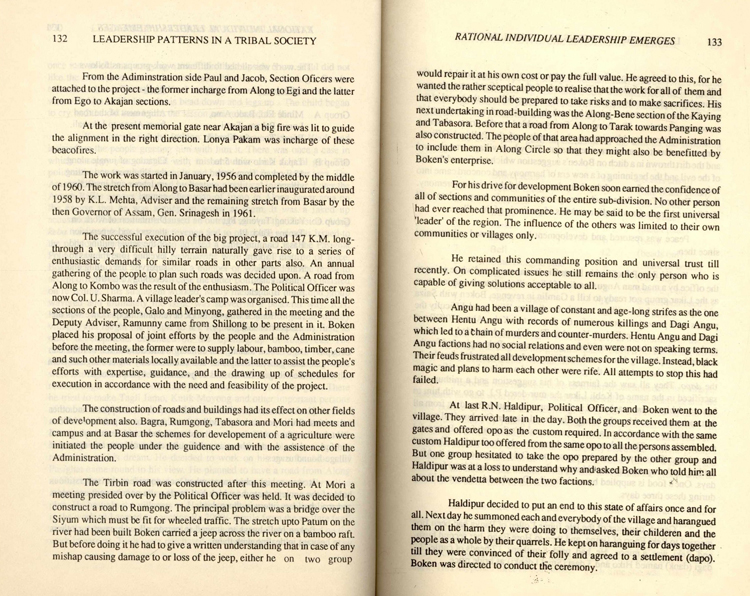 132 LEADERSHIP PATTERNS IN A TRIBAL SOCIETY
From the Adiminstration side Paul and Jacob, Section Oficers were
attached to the project - the former incharge from Along to Egi and the latter
from Ego to Akajan sections.
At the present memorial gate near Akajan a big fire was lit to guide
the alignment in the right direction. Lonya Pakam was incharge of these
beacofires.
The work was started in January, 1956 and completed by the middle
of 1960. The stretch from Along to Basar had been earlier inaugurated around
1958 by K.L. Mehta, Adviser and the remaining stretch from Basar by the
then Governor of Assam, Gen. Srinagesh in 1961.
The successful execution of the big project, a road 147 K.M. long-
through a very difficult hilly terrain naturally gave rise to a series of
enthusiastic demands for similar roads in other parts also. An annual
gathering of the people to plan such roads was decided upon. A road from
Along to Kombo was the result of the enthusiasm. The Political Officer was
now Col. U. Sharma. A village leader's camp was organised. This time all the
sections of the people, Galo and Minyong, gathered in the meeting and the
Deputy Adviser, Ramunny came from Shillong to be present in it. Boken
placed his proposal of joint efforts by the people and the Administration
before the meeting, the former were to supply labour, bamboo, timber, cane
and such other materials locally available and the latter to assist the people's
efforts with expertise, guidance, and the drawing up of schedules for
execution in accordance with the need and feasibility of the project.
The construction of roads and buildings had its effect on other fields
of development also. Bagra, Rumgong, Tabasora and Mori had meets and
campus and at Basar the schemes for developement of a agriculture were
initiated the people under the guidence and with the assistence of the
Administration.
The Tirbin road was constructed after this meeting. At Mori a
meeting presided over by the Political Officer was held. It was decided to
construct a road to Rumgong. The principal problem was a bridge over the
Siyum which must be fit for wheeled traffic. The stretch upto Patum on the
river had been built Boken carried a jeep across the river on a bamboo raft.
But before doing it he had to give a written understanding that in case of any
mishap causing damage to or loss of the jeep, either he on two group
RATIONAL INDIVIDUAL LEADERSHIP EMERGES 133
would repair it at his own cost or pay the full value. He agreed to this, for he
wanted the rather sceptical people to realise that the work for all of them and
that everybody should be prepared to take risks and to make sacrifices. His
next undertaking in road-building was the Along-Bene section of the Kaying
and Tabasora. Before that a road from Along to Tarak towards Panging was
also constructed. The people of that area had approached the Administration
to include them in Along Circle so that they might also be benefitted by
Boken's enterprise.
For his drive for development Boken soon earned the confidence of
all of sections and communities of the entire sub-division. No other person
had ever reached that prominence. He may be said to be the first universal
'leader' of the region. The influence of the others was limited to their own
communities or villages only.
He retained this commanding position and universal trust till
recently. On complicated issues he still remains the only person who is
capable of giving solutions acceptable to all.
Angu had been a village of constant and age-long strifes as the one
between Hentu Angu with records of numerous killings and Dagi Angu,
which led to a chain of murders and counter-murders. Hentu Angu and Dagi
Angu factions had no social relations and even were not on speaking terms.
Their feuds frustrated all development schemes for the village. Instead, black
magic and plans to harm each other were rife. All attempts to stop this had
failed.
At last R.N. Haldipur, Political Officer, and Boken went to the
village. They arrived late in the day. Both the groups received them at the
gates and offered opo as the custom required. In accordance with the same
custom Haldipur too offered from the same opo to all the persons assembled.
But one group hesitated to take the opo prepared by the other group and
Haldipur was at a loss to understand why and asked Boken who told him all
about the vendetta between the two factions.
Haldipur decided to put an end to this state of affairs once and for
all. Next day he summoned each and everybody of the village and harangued
them on the harm they were doing to themselves, their childeren and the
people as a whole by their quarrels. He kept on haranguing for days together
till they were convinced of their folly and agreed to a settlement (dapo).
Boken was directed to conduct the ceremony.